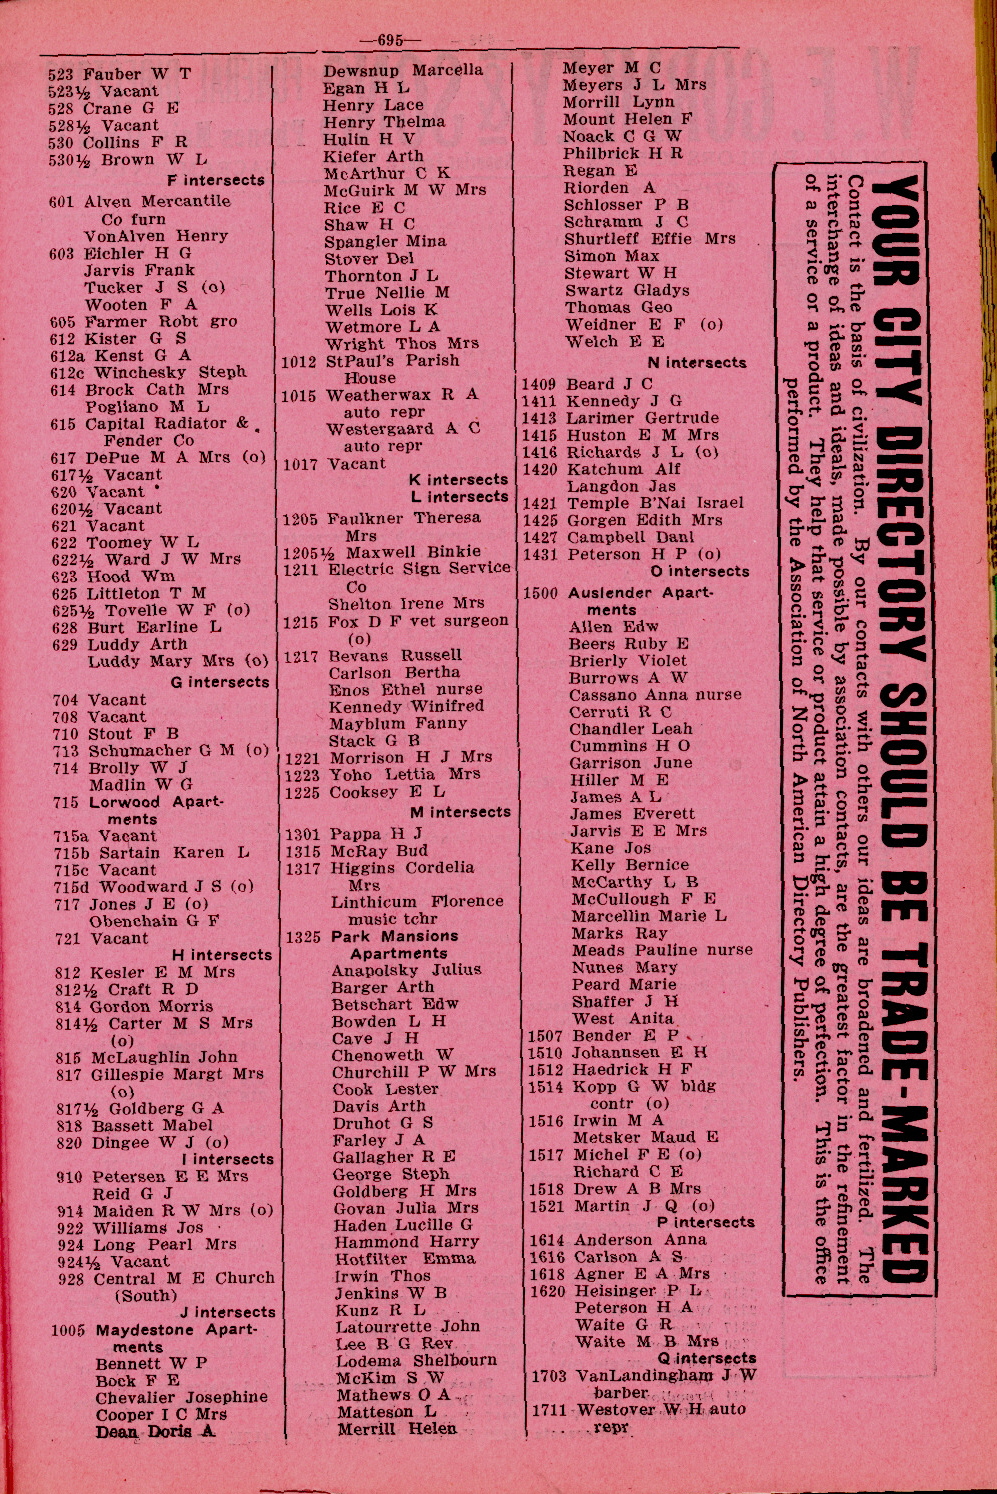 —695—
523 Fauber W T
523½ Vacant
528 Crane G E
528½ Vacant
530 Collins F R
530½ Brown W L
F intersects
601 Alven Mercantile
Co furn
VonAlven Henry
603 Eichler H G
Jarvis Frank
Tucker J S (o)
Wooten F A
605 Farmer Robt gro
612 Kister G S
612a Kenst G A
612c Winchesky Steph
614 Brock Cath Mrs
Pogliano M L
615 Capital Radiator &
Fender Co
617 DePue M A Mrs (o)
617½ Vacant
620 Vacant
620½ Vacant
621 Vacant
622 Toomey W L
622½ Ward J W Mrs
623 Hood Wm
625 Littleton T M
625½ Tovelle W F (o)
628 Burt Earline L
629 Luddy Arth
Luddy Mary Mrs (o)
G intersects
704 Vacant
708 Vacant
710 Stout F B
713 Schumacher G M (o)
714 Brolly W J
Madlin W G
715 Lorwood Apart-
ments
715a Vacant
715b Sartain Karen L
715c Vacant
715d Woodward J S (o)
717 Jones J E (o)
Obenchain G F
721 Vacant
H intersects
812 Kesler E M Mrs
812½ Craft R D
814 Gordon Morris
814½ Carter M S Mrs
(o)
815 McLaughlin John
817 Gillespie Margt Mrs
(o)
817½ Goldberg G A
818 Bassett Mabel
820 Dingee W J (o)
I intersects
910 Petersen E E Mrs
Reid G J
914 Maiden R W Mrs (o)
922 Williams Jos
924 Long Pearl Mrs
924½ Vacant
928 Central M E Church
(South)
J intersects
1005 Maydestone Apart-
ments
Bennett W P
Bock F E
Chevalier Josephine
Cooper I C Mrs
Dean Doris A
Dewsnup Marcella
Egan H L
Henry Lace
Henry Thelma
Hulin H V
Kiefer Arth
McArthur C K
McGuirk M W Mrs
Rice E C
Shaw H C
Spangler Mina
Stover Del
Thornton J L
True Nellie M
Wells Lois K
Wetmore L A
Wright Thos Mrs
1012 StPaul's Parish
House
1015 Weatherwax R A
auto repr
Westergaard A C
auto repr
1017 Vacant
K intersects
L intersects
1205 Faulkner Theresa
Mrs
1205½ Maxwell Binkie
1211 Electric Sign Service
Co
Shelton Irene Mrs
1215 Fox D F vet surgeon
(o)
1217 Bevans Russell
Carlson Bertha
Enos Ethel nurse
Kennedy Winifred
Mayblum Fanny
Stack G B
1221 Morrison H J Mrs
1223 Yoho Lettia Mrs
1225 Cooksey E L
M intersects
1301 Pappa H J
1315 McRay Bud
1317 Higgins Cordelia
Mrs
Linthicum Florence
music tchr
1325 Park Mansions
Apartments
Anapolsky Julius
Barger Arth
Betschart Edw
Bowden L H
Cave J H
Chenoweth W
Churchill P W Mrs
Cook Lester
Davis Arth
Druhot G S
Farley J A
Gallagher R E
George Steph
Goldberg H Mrs
Govan Julia Mrs
Haden Lucille G
Hammond Harry
Hotfilter Emma
Irwin Thos
Jenkins W B
Kunz R L
Latourrette John
Lee B G Rev
Lodema Shelbourn
McKim S W
Mathews O A
Matteson L
Merrill Helen
Meyer M C
Meyers J L Mrs
Morrill Lynn
Mount Helen F
Noack C G W
Philbrick H R
Regan E
Riorden A
Schlosser P B
Schramm J C
Shurtleff Effie Mrs
Simon Max
Stewart W H
Swartz Gladys
Thomas Geo
Weidner E F (o)
Welch E E
N intersects
1409 Beard J C
1411 Kennedy J G
1413 Larimer Gertrude
1415 Huston E M Mrs
1416 Richards J L (o)
1420 Katchum Alf
Langdon Jas
1421 Temple B'Nai Israel
1425 Gorgen Edith Mrs
1427 Campbell Danl
1431 Peterson H P (o)
O intersects
1500 Auslender Apart-
ments
Allen Edw
Beers Ruby E
Brierly Violet
Burrows A W
Cassano Anna nurse
Cerruti R C
Chandler Leah
Cummins H O
Garrison June
Hiller M E
James A L
James Everett
Jarvis E E Mrs
Kane Jos
Kelly Bernice
McCarthy L B
McCullough F E
Marcellin Marie L
Marks Ray
Meads Pauline nurse
Nunes Mary
Peard Marie
Shaffer J H
West Anita
1507 Bender E P
1510 Johannsen E H
1512 Haedrick H F
1514 Kopp G W bldg
contr (o)
1516 Irwin M A
Metsker Maud E
1517 Michel F E (o)
Richard C E
1518 Drew A B Mrs
1521 Martin J Q (o)
P intersects
1614 Anderson Anna
1616 Carlson A S
1618 Agner E A Mrs
1620 Heisinger P L
Peterson H A
Waite G R
Waite M B Mrs
Q intersects
1703 VanLandingham J W
barber
1711 Westover W H auto
repr
YOUR CITY DIRECTORY SHOULD BE TRADE-MARKED
Contact is the basis of civilization. By our contacts with others our ideas are broadened and fertilized. The
interchange of ideas and ideals, made possible by association contacts, are the greatest factor in the refinement
of a service or a product. They help that service or product attain a high degree of perfection. This is the office
performed by the Association of North American Directory Publishers.